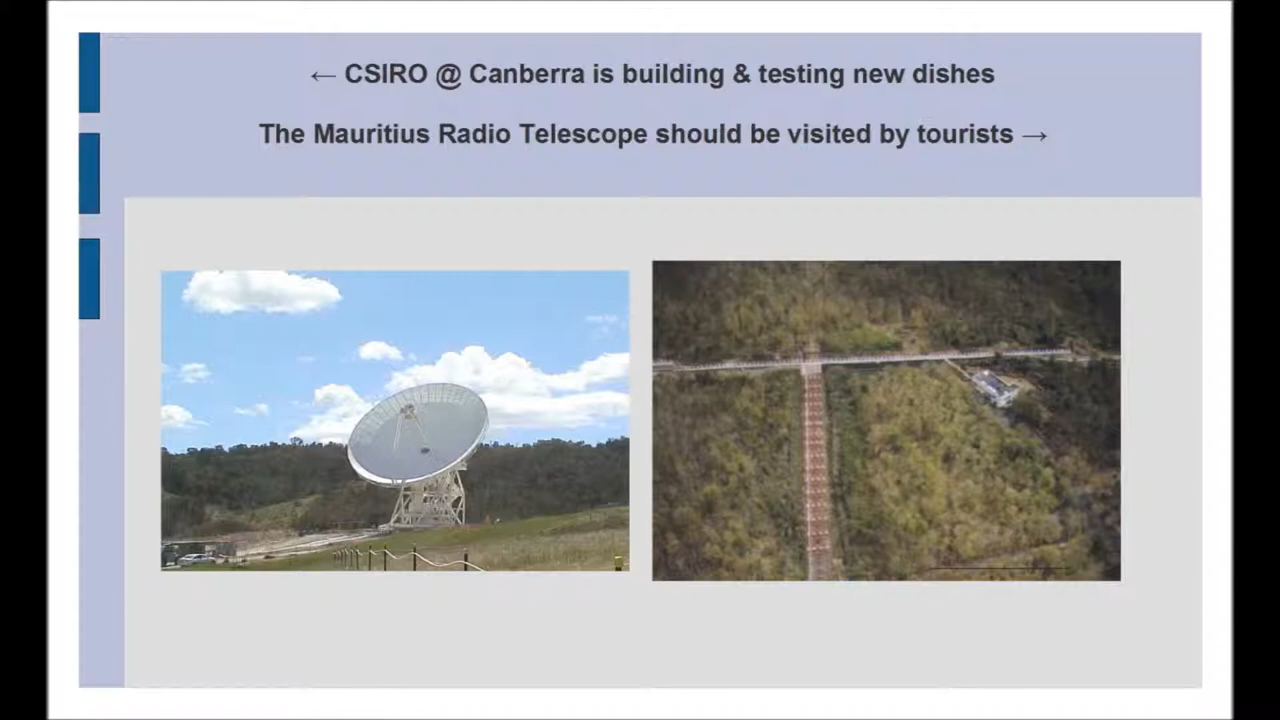 ← CSIRO @ Canberra is building & testing new dishes
The Mauritius Radio Telescope should be visited by tourists →